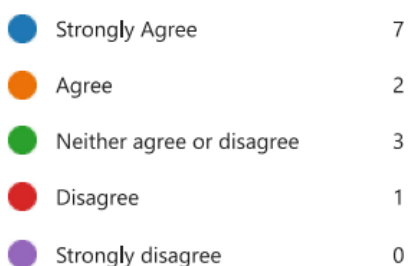 Strongly Agree 7
Agree 2
Neither agree or disagree 3
Disagree 1
Strongly disagree 0